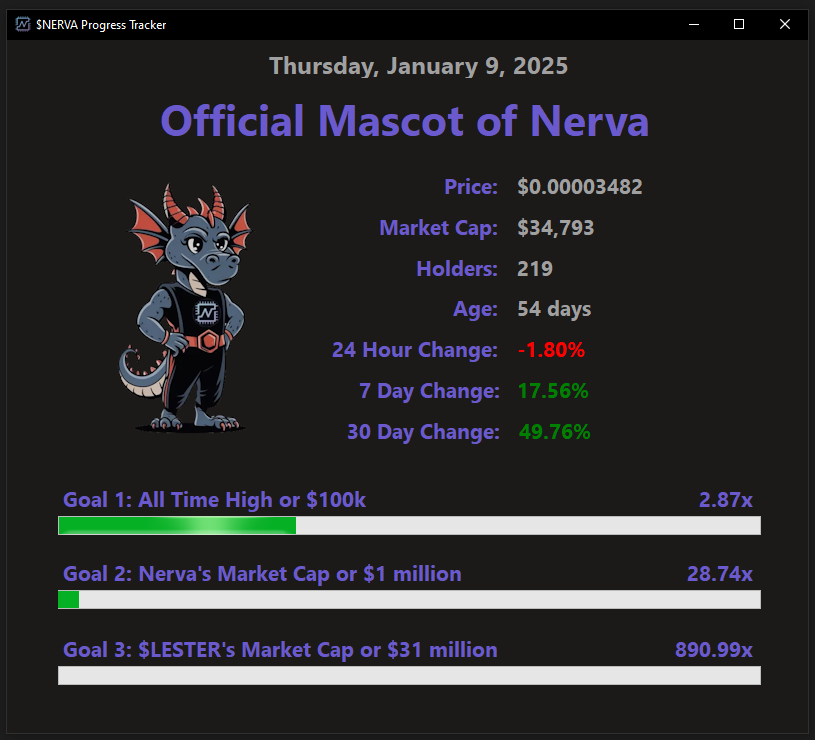 $NERVA Progress Tracker
Thursday, January 9, 2025
Official Mascot of Nerva
Price: $0.00003482
Market Cap: $34,793
Holders: 219
Age: 54 days
24 Hour Change: -1.80%
7 Day Change: 17.56%
30 Day Change: 49.76%
Goal 1: All Time High or $100k 2.87x
Goal 2: Nerva's Market Cap or $1 million 28.74x
Goal 3: $LESTER's Market Cap or $31 million 890.99x